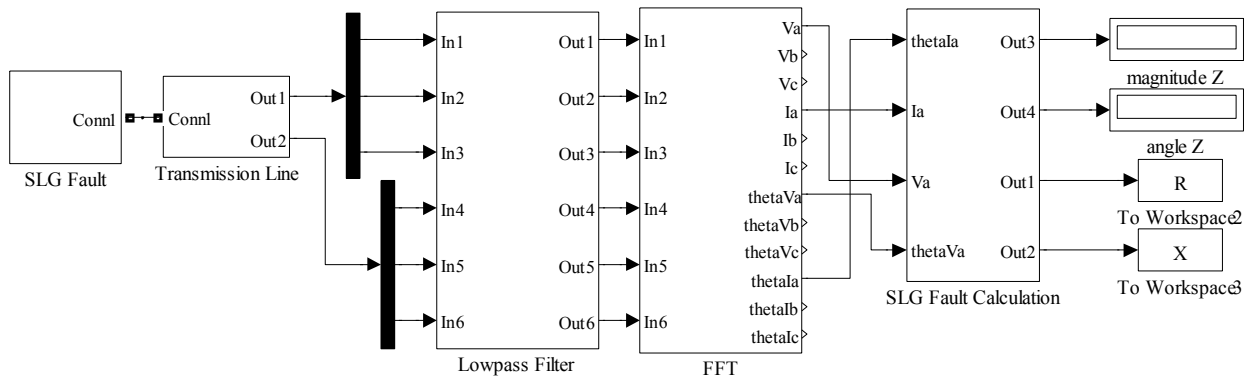 Conn1
SLG Fault
Conn1
Out1
Out2
Transmission Line
In1
In2
In3
In4
In5
In6
Out1
Out2
Out3
Out4
Out5
Out6
Lowpass Filter
In1
In2
In3
In4
In5
In6
Va
Vb
Vc
Ia
Ib
Ic
thetaVa
thetaVb
thetaVc
thetaIa
thetaIb
thetaIc
FFT
thetaIa
Ia
Va
thetaVa
Out3
Out4
Out1
Out2
SLG Fault Calculation
magnitude Z
angle Z
R
To Workspace2
X
To Workspace3